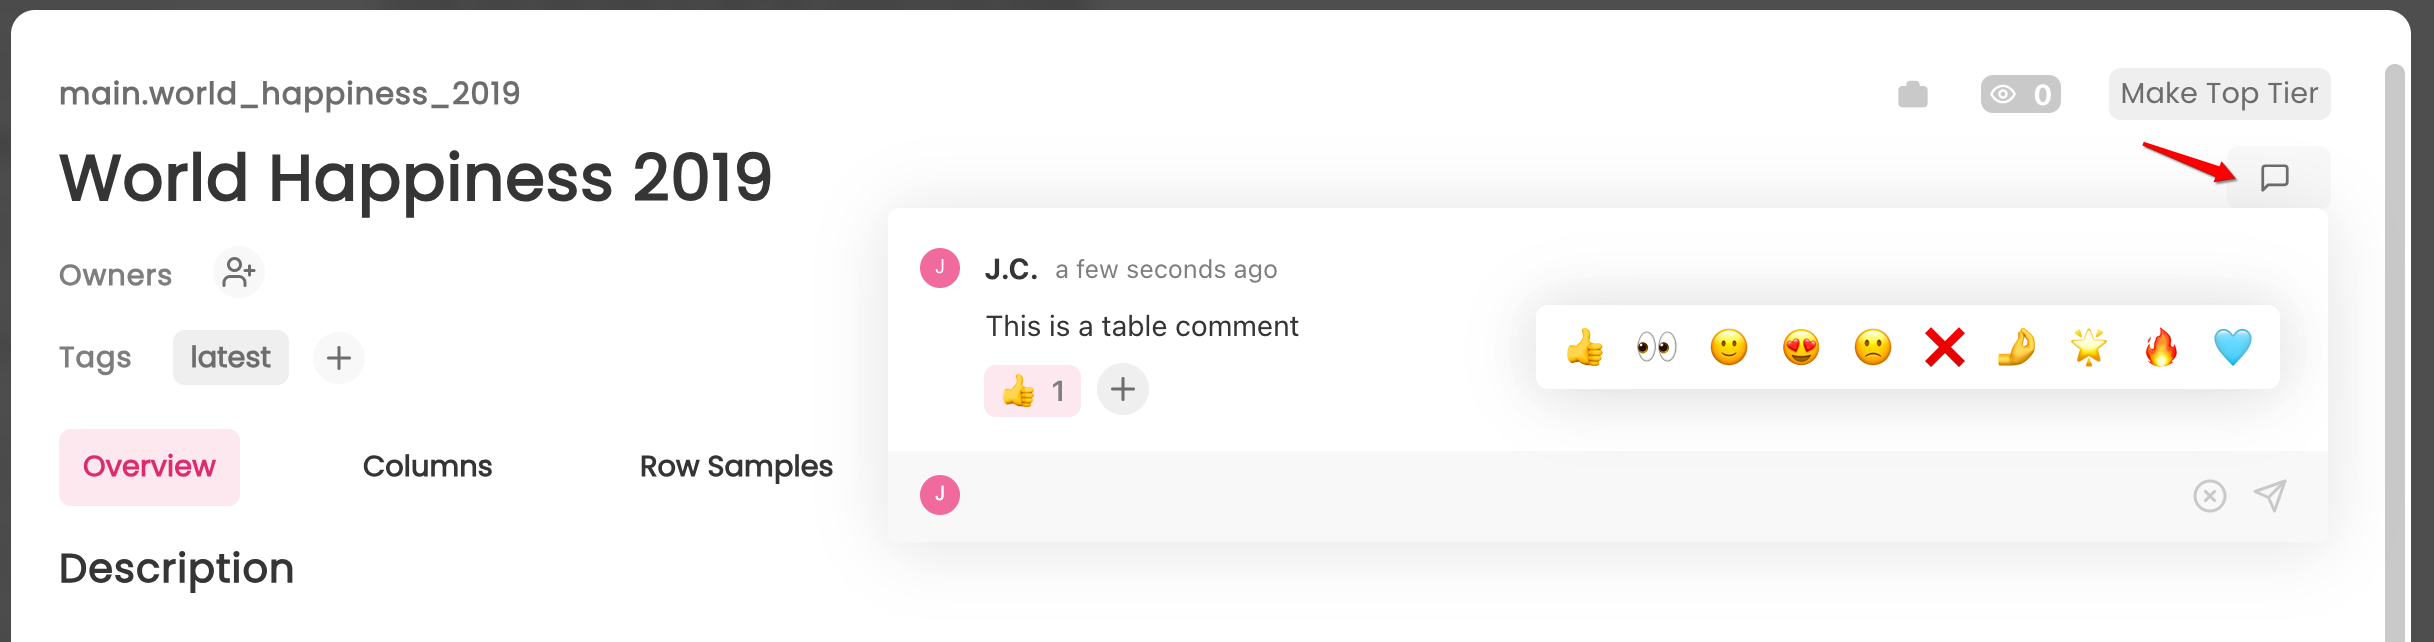 main.world_happiness_2019
0
Make Top Tier
World Happiness 2019
Owners
J
J.C. a few seconds ago
This is a table comment
Tags
latest
👍 1
Overview
Columns
Row Samples
J
Description